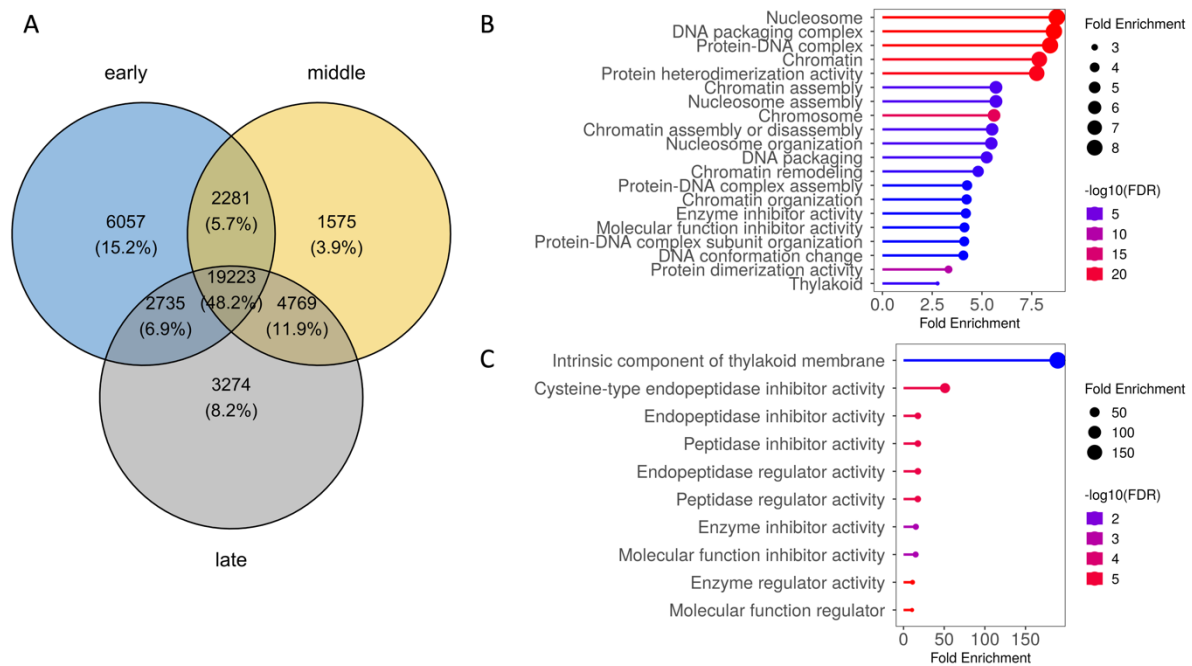 A
early
middle
6057
(15.2%)
2281
(5.7%)
1575
(3.9%)
19223
(48.2%)
2735
(6.9%)
4769
(11.9%)
3274
(8.2%)
late
B
Nucleosome
DNA packaging complex
Protein-DNA complex
Chromatin
Protein heterodimerization activity
Chromatin assembly
Nucleosome assembly
Chromosome
Chromatin assembly or disassembly
Nucleosome organization
DNA packaging
Chromatin remodeling
Protein-DNA complex assembly
Chromatin organization
Enzyme inhibitor activity
Molecular function inhibitor activity
Protein-DNA complex subunit organization
DNA conformation change
Protein dimerization activity
Thylakoid
0.0 2.5 5.0 7.5
Fold Enrichment
Fold Enrichment
3
4
5
6
7
8
-log10(FDR)
5
10
15
20
C
Intrinsic component of thylakoid membrane
Cysteine-type endopeptidase inhibitor activity
Endopeptidase inhibitor activity
Peptidase inhibitor activity
Endopeptidase regulator activity
Peptidase regulator activity
Enzyme inhibitor activity
Molecular function inhibitor activity
Enzyme regulator activity
Molecular function regulator
0 50 100 150
Fold Enrichment
Fold Enrichment
50
100
150
-log10(FDR)
2
3
4
5